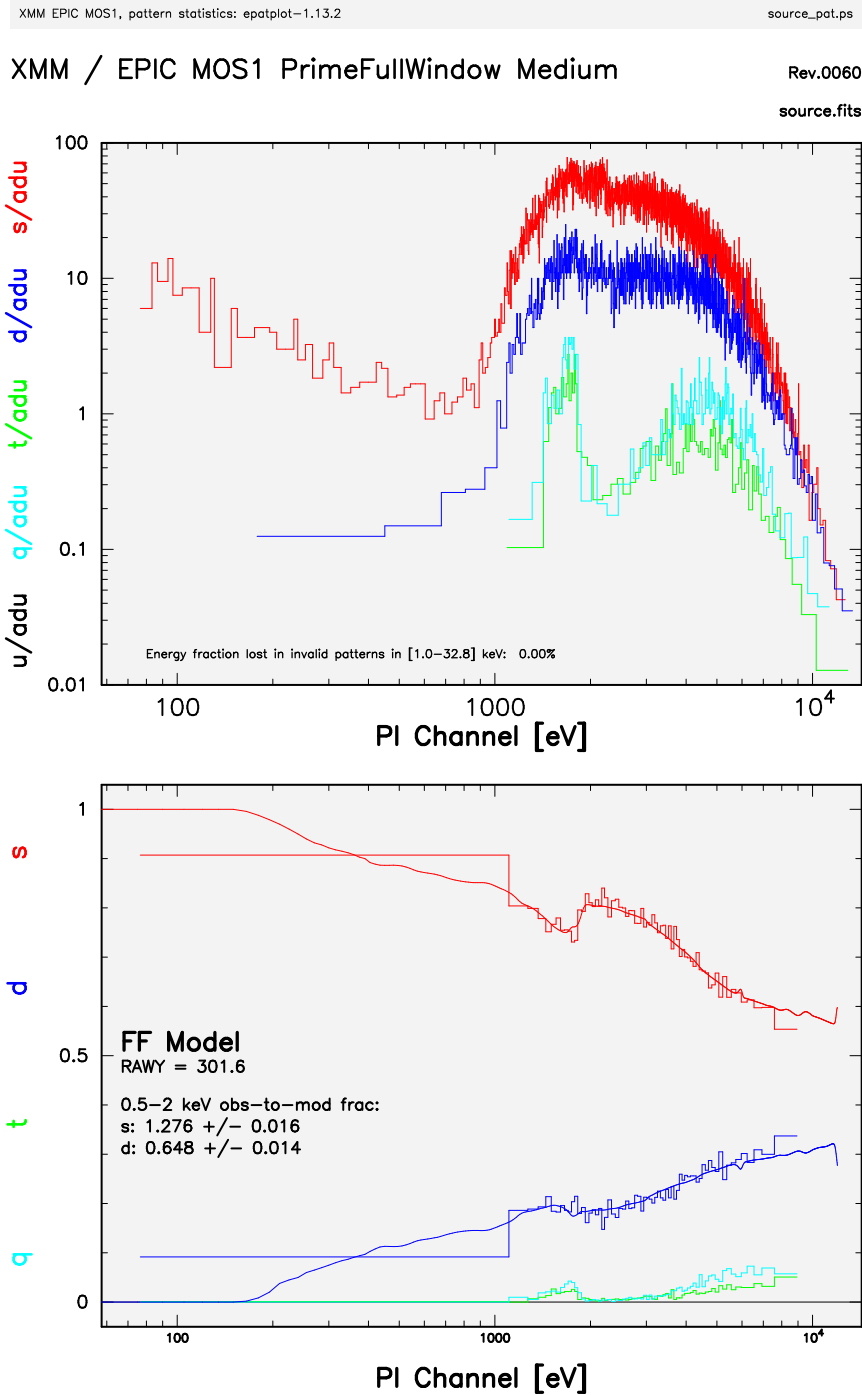 XMM EPIC MOS1, pattern statistics: epatplot-1.13.2 source_pat.ps
XMM / EPIC MOS1 PrimeFullWindow Medium Rev.0060
source.fits
u/adu q/adu t/adu d/adu s/adu
100
10
1
0.1
0.01
Energy fraction lost in invalid patterns in [1.0-32.8] keV: 0.00%
100 1000 10⁴
PI Channel [eV]
q t d s
1
0.5
0
FF Model
RAWY = 301.6
0.5-2 keV obs-to-mod frac:
s: 1.276 +/- 0.016
d: 0.648 +/- 0.014
100 1000 10⁴
PI Channel [eV]